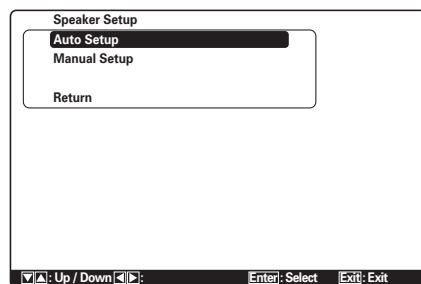 Speaker Setup
Auto Setup
Manual Setup
Return
▼▲: Up / Down ◀▶: Enter: Select Exit: Exit